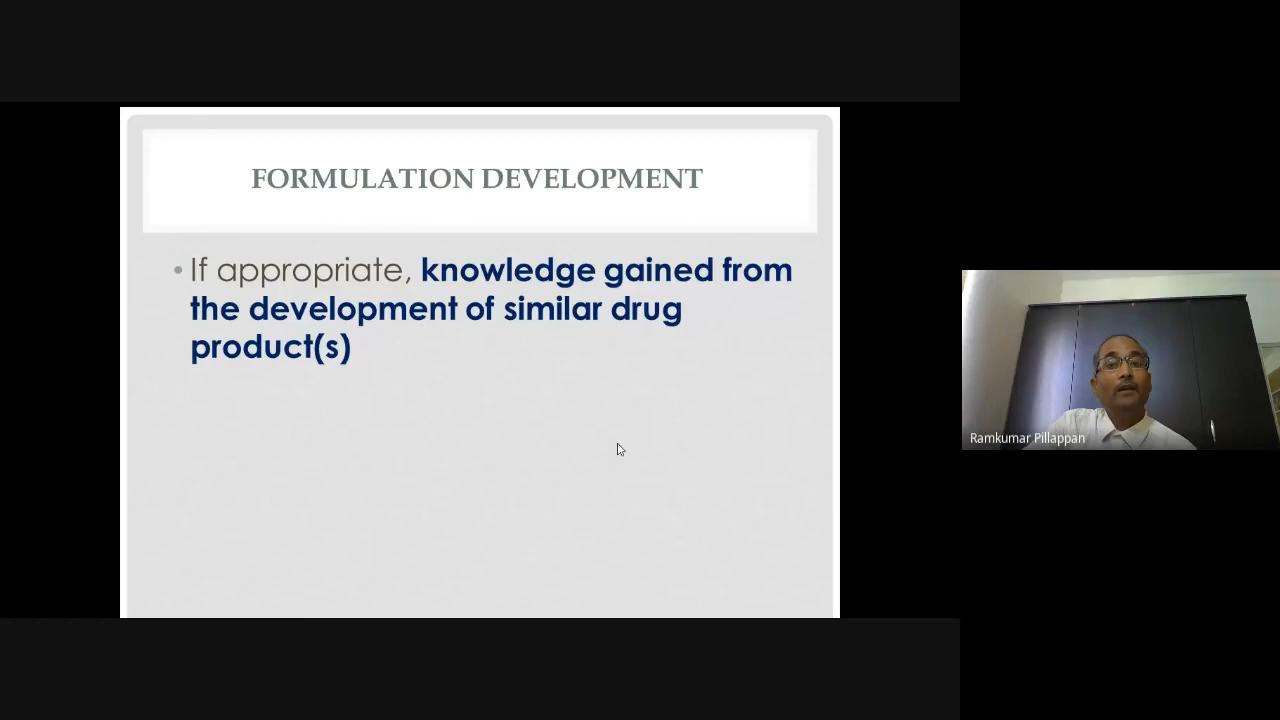 FORMULATION DEVELOPMENT
• If appropriate, knowledge gained from
the development of similar drug
product(s)
Ramkumar Pillappan